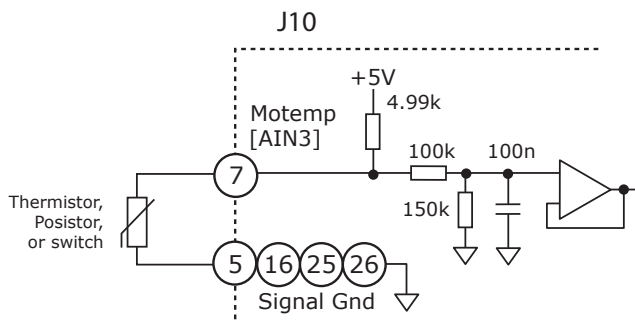 J10
+5V
4.99k
Motemp
[AIN3]
100k
100n
7
150k
Thermistor,
Posistor,
or switch
5
16
25
26
Signal Gnd